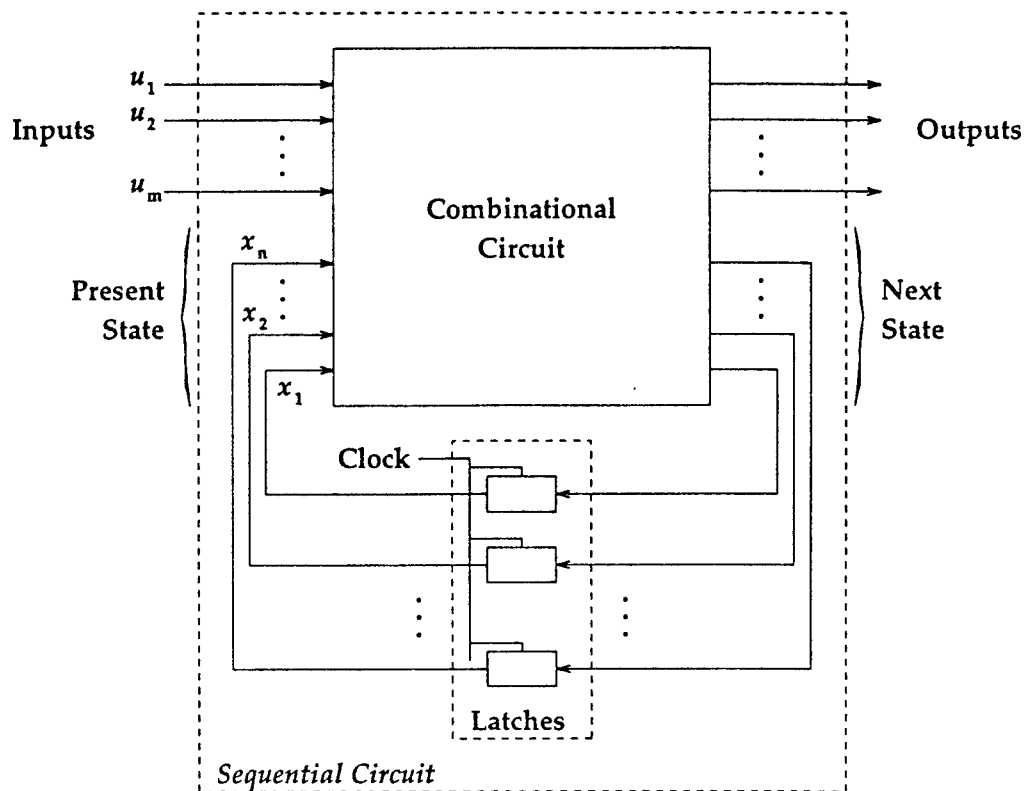 u1
u2
Inputs
Outputs
um
Combinational
Circuit
xn
Present
State
Next
State
x2
x1
Clock
Latches
Sequential Circuit